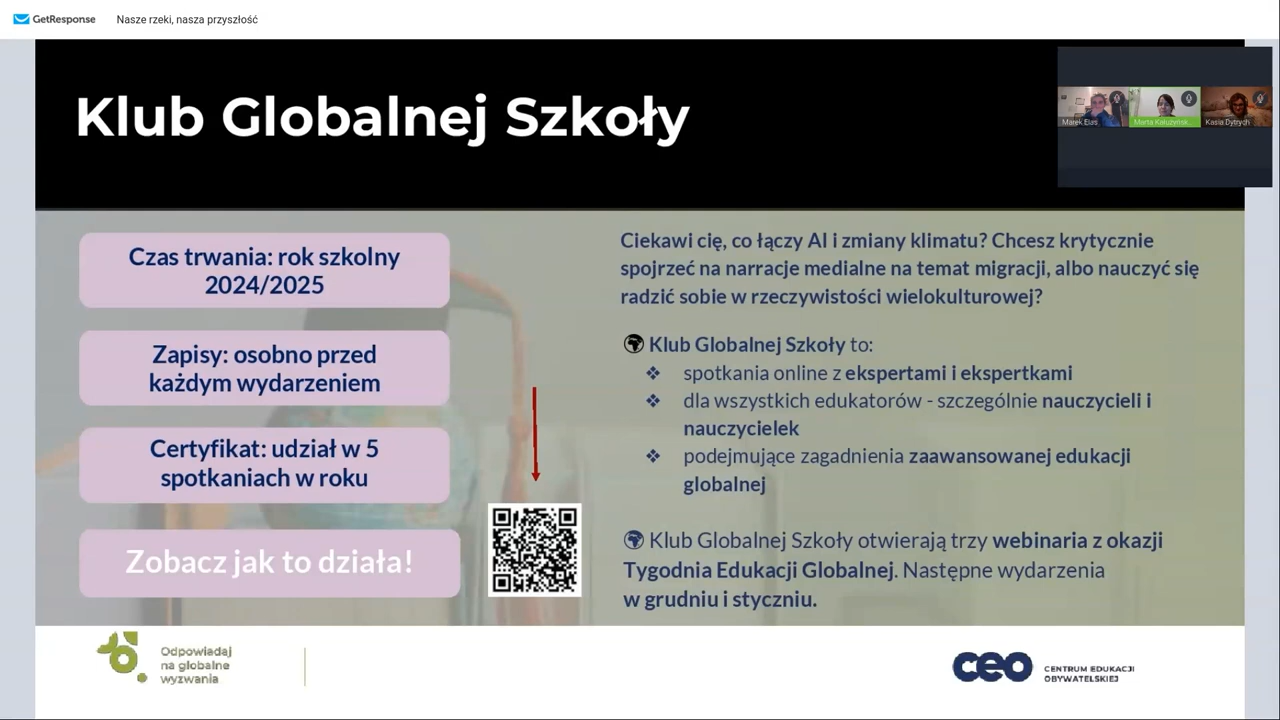 GetResponse
Nasze rzeki, nasza przyszłość
Klub Globalnej Szkoły
Marek Elas
Marta Kałużyńsk...
Kasia Dytrych
Czas trwania: rok szkolny
2024/2025
Zapisy: osobno przed
każdym wydarzeniem
Certyfikat: udział w 5
spotkaniach w roku
Zobacz jak to działa!
Ciekawi cię, co łączy AI i zmiany klimatu? Chcesz krytycznie
spojrzeć na narracje medialne na temat migracji, albo nauczyć się
radzić sobie w rzeczywistości wielokulturowej?
Klub Globalnej Szkoły to:
spotkania online z ekspertami i ekspertkami
dla wszystkich edukatorów - szczególnie nauczycieli i
nauczycielek
podejmujące zagadnienia zaawansowanej edukacji
globalnej
Klub Globalnej Szkoły otwierają trzy webinaria z okazji
Tygodnia Edukacji Globalnej. Następne wydarzenia
w grudniu i styczniu.
Odpowiadaj
na globalne
wyzwania
ceo
CENTRUM EDUKACJI
OBYWATELSKIEJ